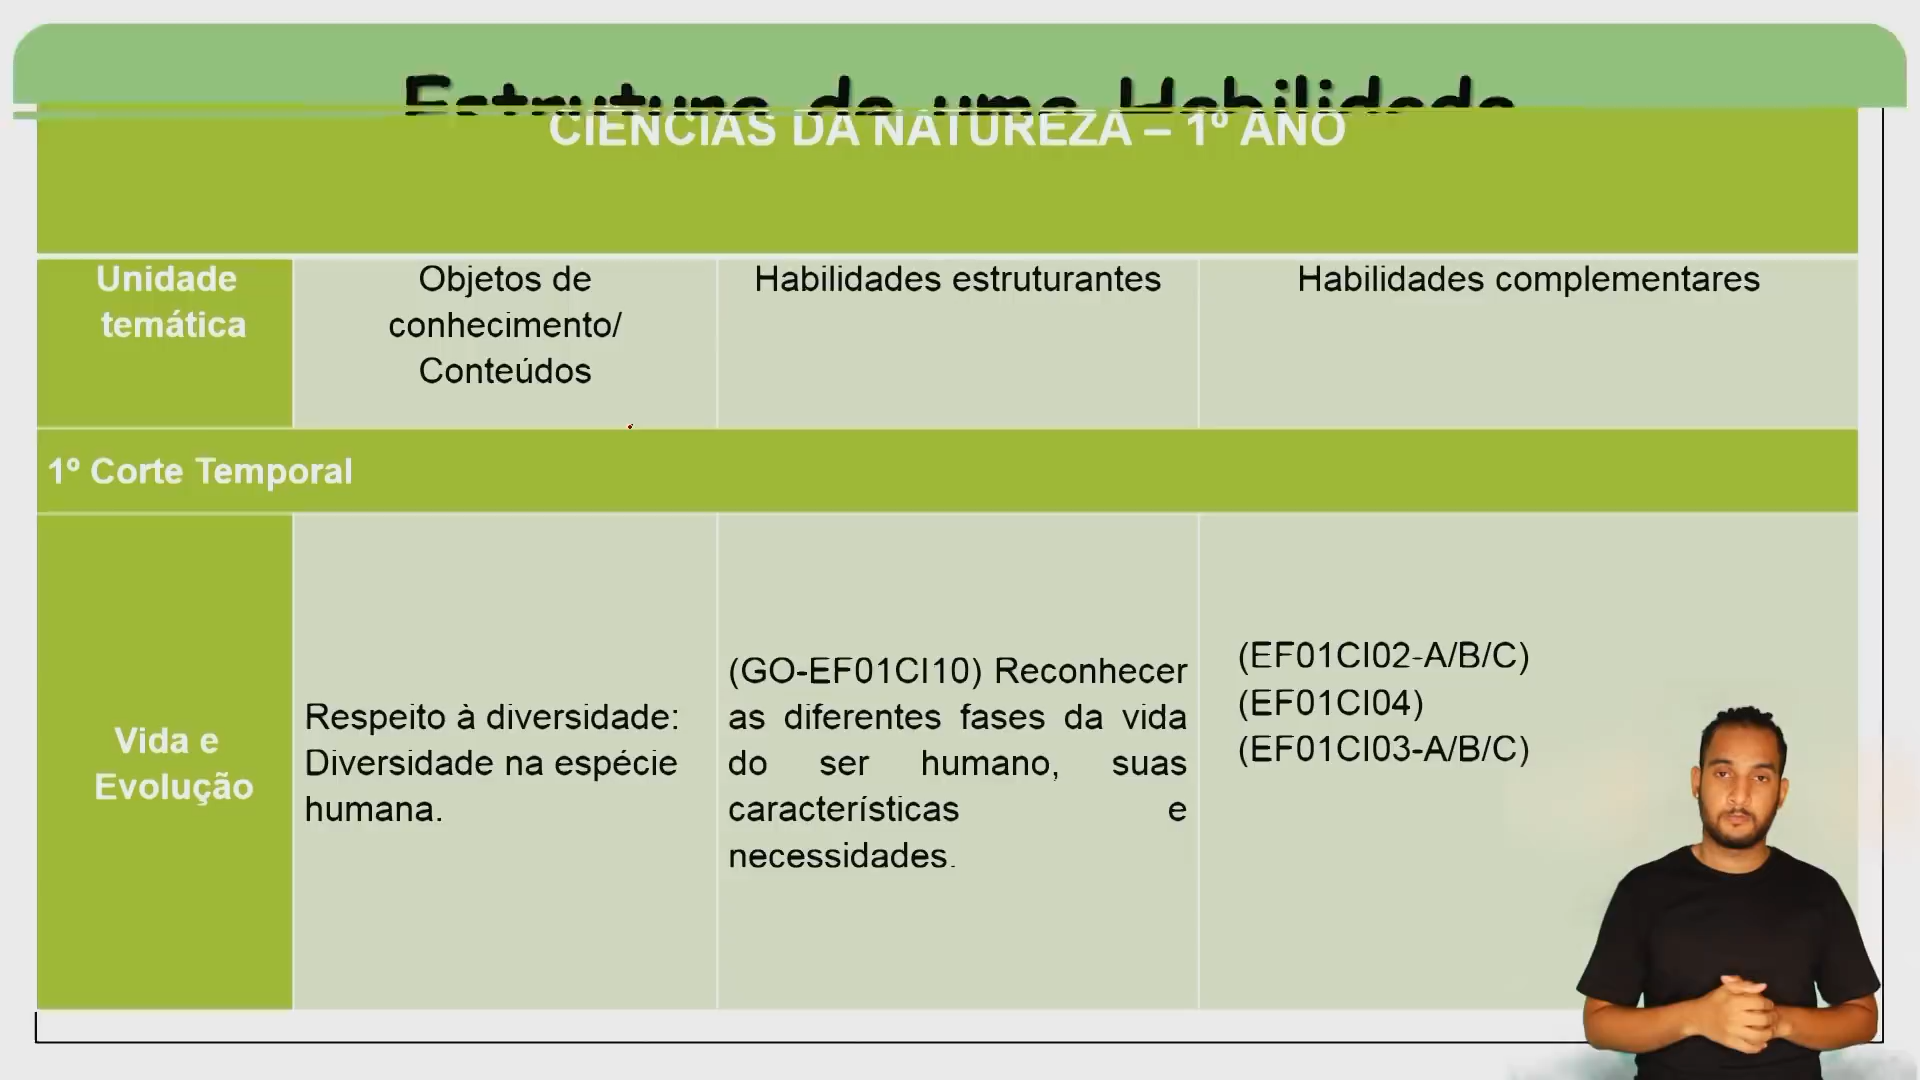 Estrutura de uma Habilidade
CIÊNCIAS DA NATUREZA – 1º ANO
Unidade
temática
Objetos de
conhecimento/
Conteúdos
Habilidades estruturantes
Habilidades complementares
1º Corte Temporal
Vida e
Evolução
Respeito à diversidade:
Diversidade na espécie
humana.
(GO-EF01CI10) Reconhecer
as diferentes fases da vida
do ser humano, suas
características e
necessidades.
(EF01CI02-A/B/C)
(EF01CI04)
(EF01CI03-A/B/C)